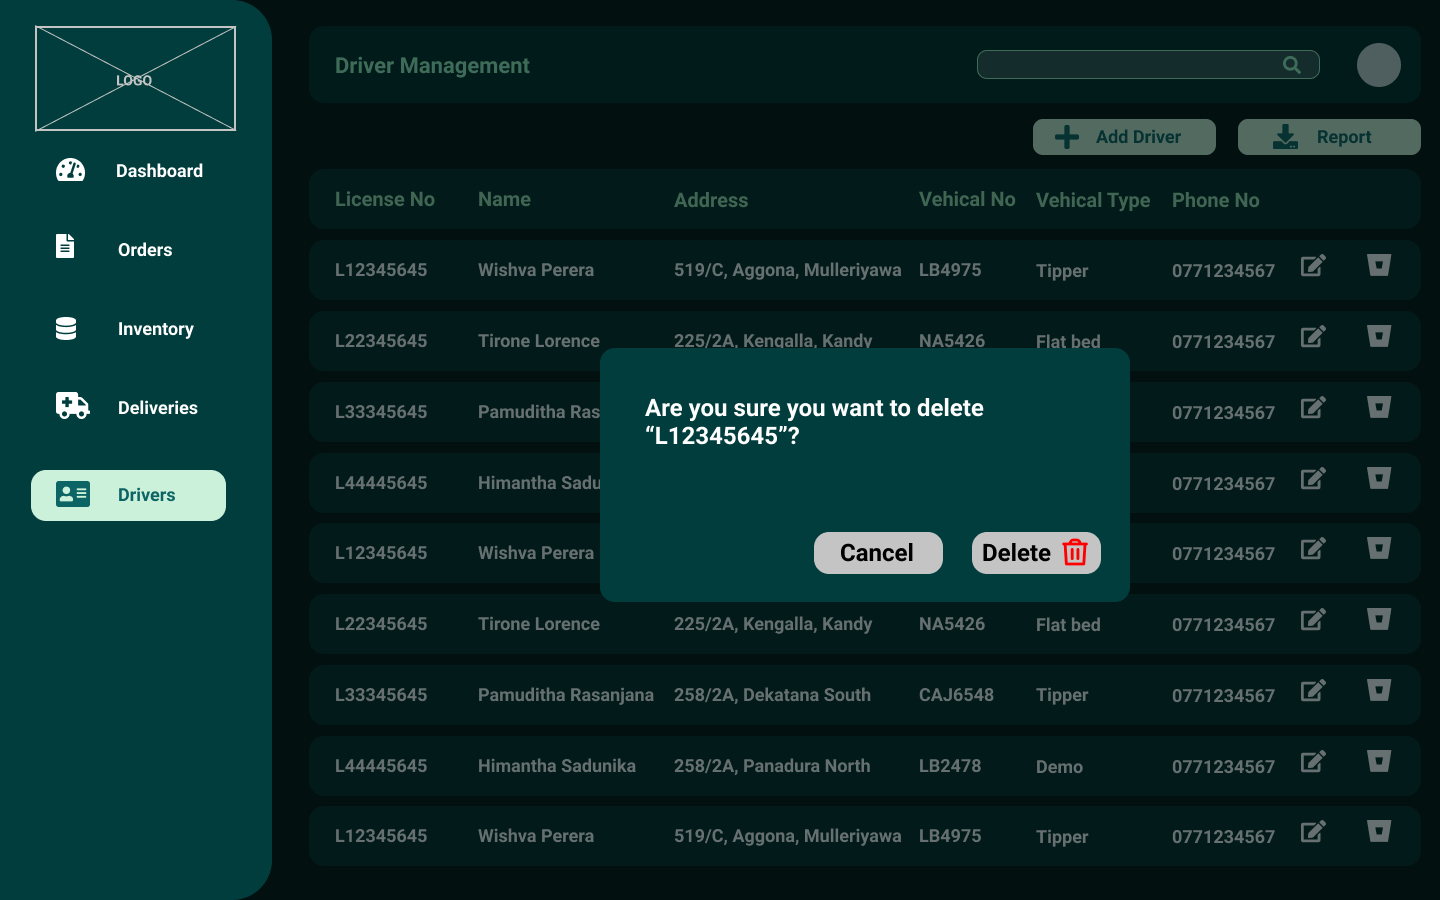 LOGO
Dashboard
Orders
Inventory
Deliveries
Drivers
Driver Management
Add Driver
Report
License No Name Address Vehical No Vehical Type Phone No
L12345645 Wishva Perera 519/C, Aggona, Mulleriyawa LB4975 Tipper 0771234567
L22345645 Tirone Lorence 225/2A, Kengalla, Kandy NA5426 Flat bed 0771234567
L33345645 Pamuditha Ras 0771234567
L44445645 Himantha Sadu 0771234567
L12345645 Wishva Perera 0771234567
Are you sure you want to delete
“L12345645”?
Cancel
Delete
L22345645 Tirone Lorence 225/2A, Kengalla, Kandy NA5426 Flat bed 0771234567
L33345645 Pamuditha Rasanjana 258/2A, Dekatana South CAJ6548 Tipper 0771234567
L44445645 Himantha Sadunika 258/2A, Panadura North LB2478 Demo 0771234567
L12345645 Wishva Perera 519/C, Aggona, Mulleriyawa LB4975 Tipper 0771234567